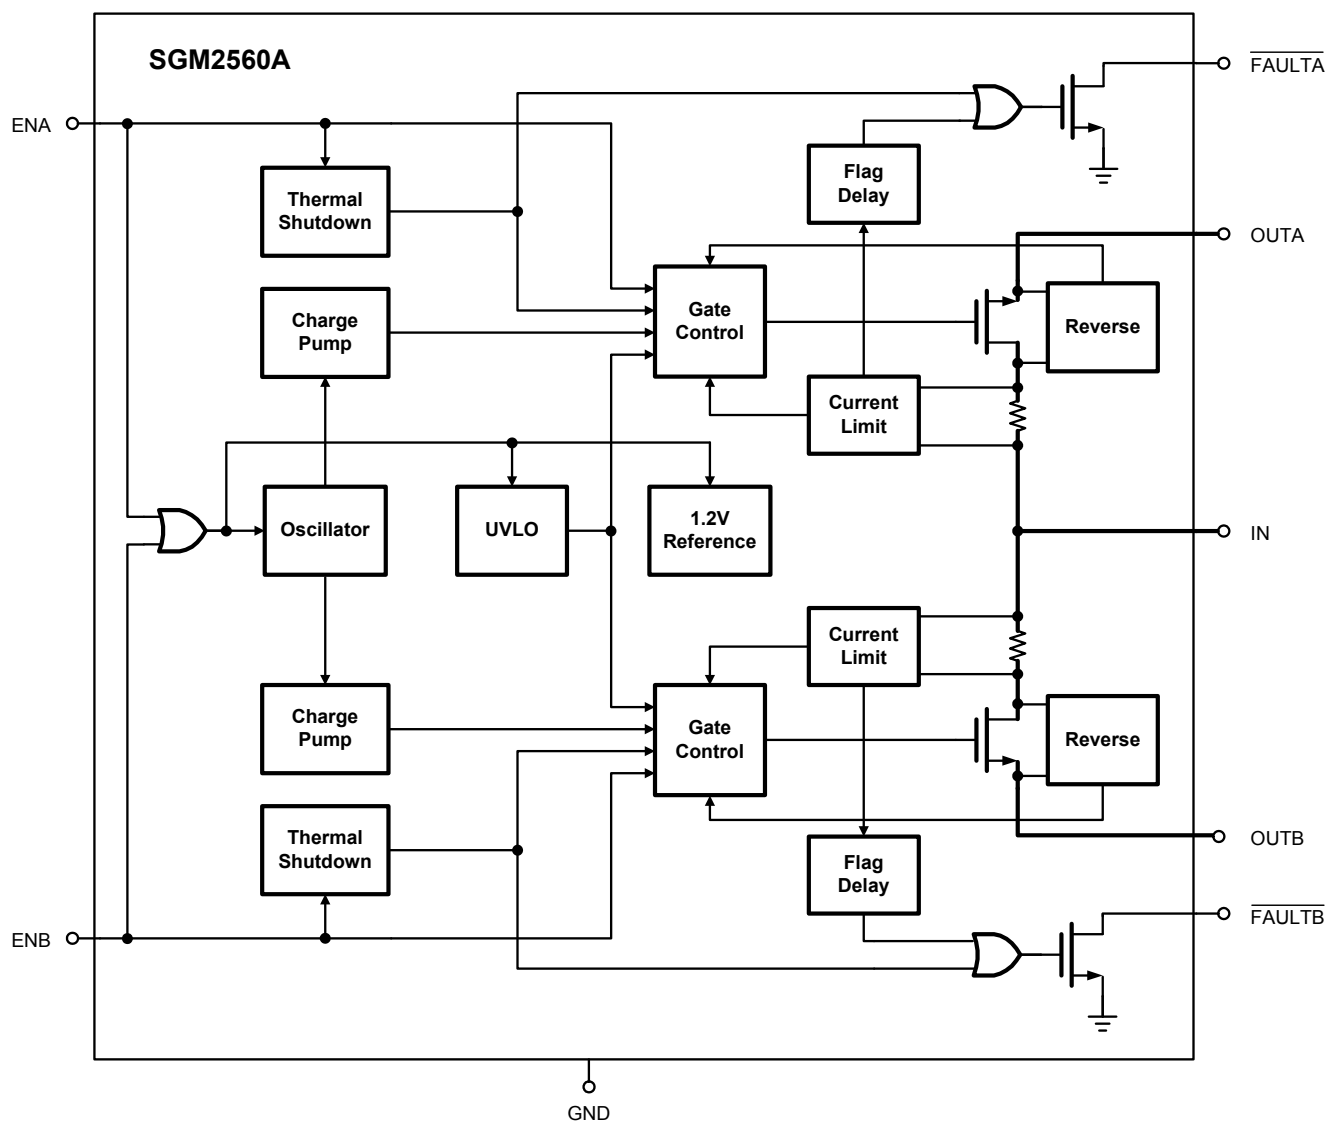 SGM2560A
FAULTA
ENA
Flag
Delay
Thermal
Shutdown
OUTA
Charge
Pump
Gate
Control
Reverse
Current
Limit
Oscillator
UVLO
1.2V
Reference
IN
Current
Limit
Charge
Pump
Gate
Control
Reverse
Thermal
Shutdown
Flag
Delay
OUTB
ENB
FAULTB
GND